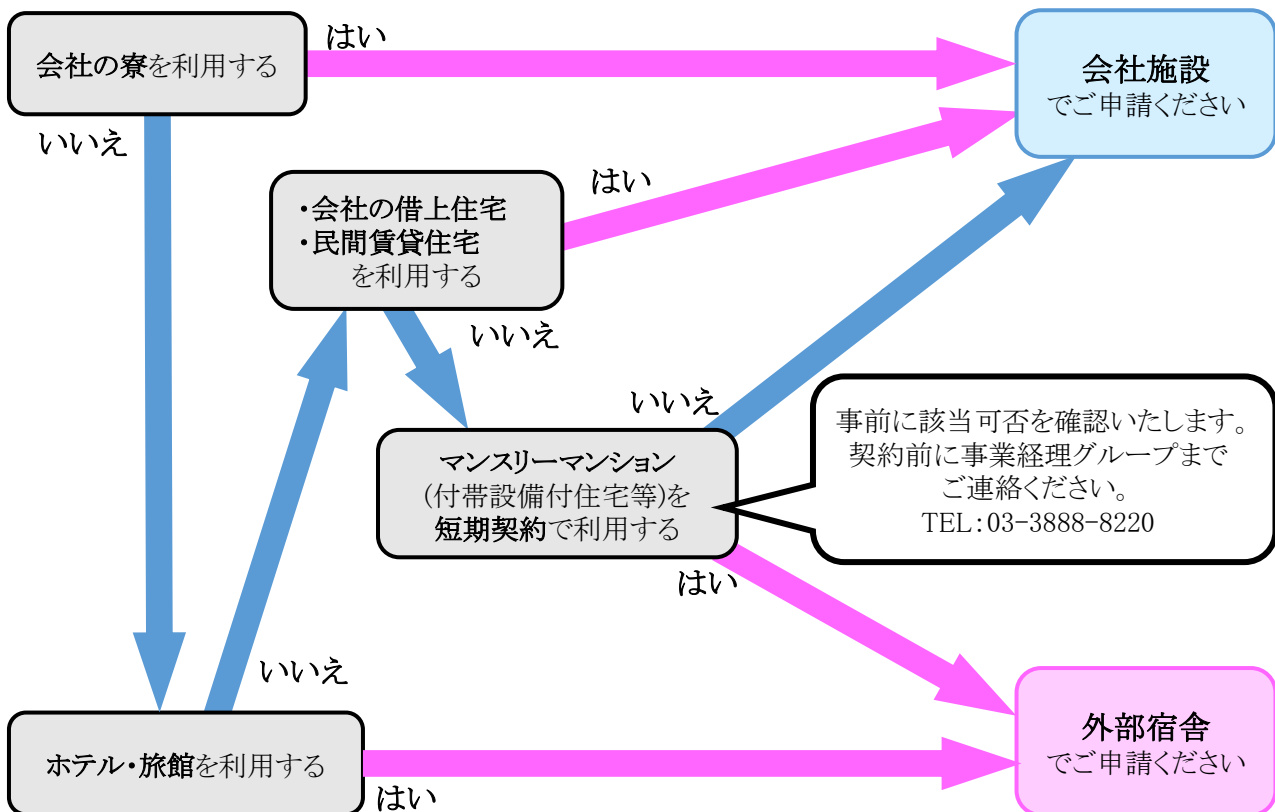 会社の寮を利用する
はい
会社施設
でご申請ください
いいえ
・会社の借上住宅
・民間賃貸住宅
を利用する
はい
いいえ
いいえ
マンスリーマンション
(付帯設備付住宅等)を
短期契約で利用する
事前に該当可否を確認いたします。
契約前に事業経理グループまで
ご連絡ください。
TEL:03-3888-8220
はい
いいえ
ホテル・旅館を利用する
はい
外部宿舎
でご申請ください